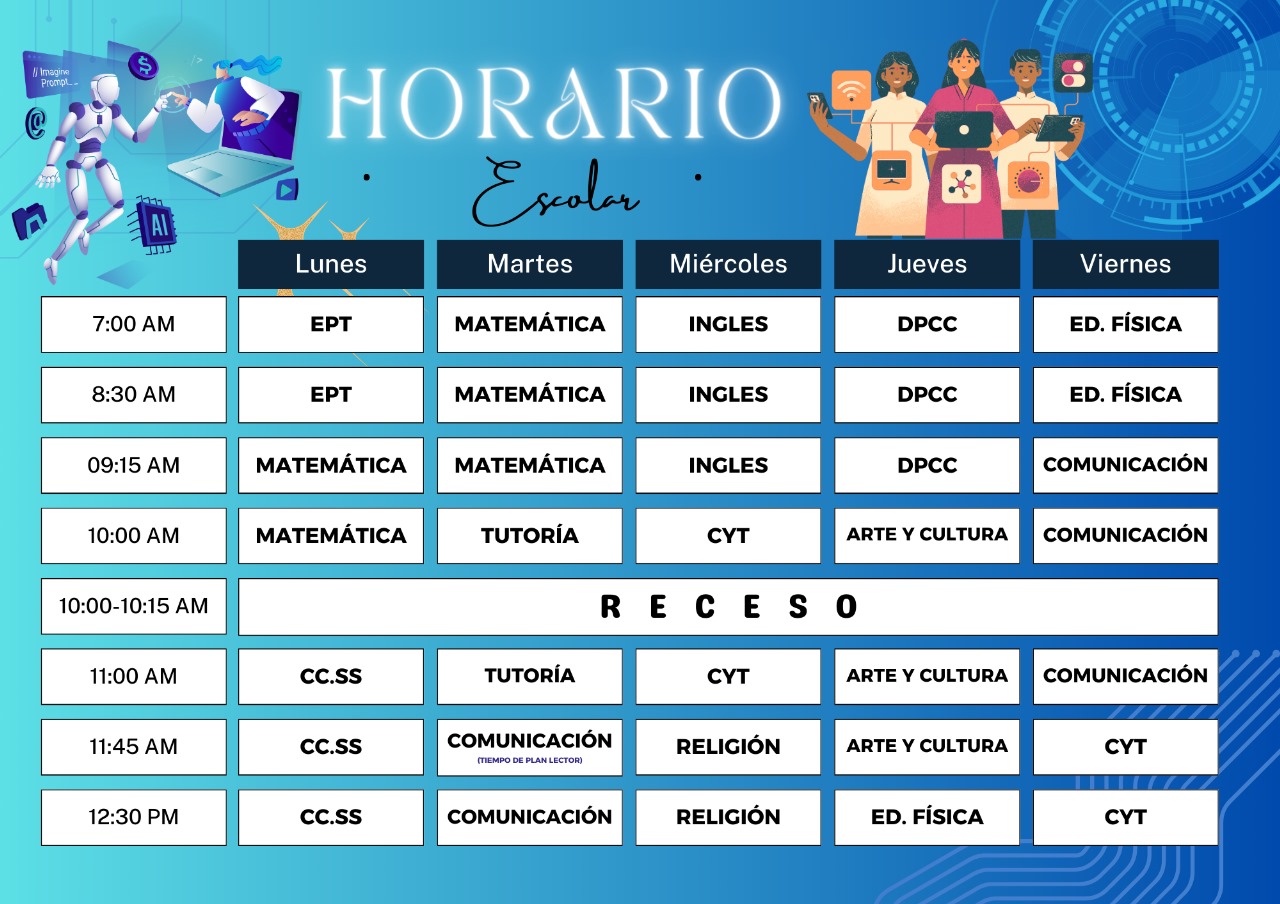 // Imagine
Prompt...
$
</>
@
AI
HORARIO
Escolar
Lunes Martes Miércoles Jueves Viernes
7:00 AM EPT MATEMÁTICA INGLES DPCC ED. FÍSICA
8:30 AM EPT MATEMÁTICA INGLES DPCC ED. FÍSICA
09:15 AM MATEMÁTICA MATEMÁTICA INGLES DPCC COMUNICACIÓN
10:00 AM MATEMÁTICA TUTORÍA CYT ARTE Y CULTURA COMUNICACIÓN
10:00-10:15 AM R E C E S O
11:00 AM CC.SS TUTORÍA CYT ARTE Y CULTURA COMUNICACIÓN
11:45 AM CC.SS COMUNICACIÓN RELIGIÓN ARTE Y CULTURA CYT
(TIEMPO DE PLAN LECTOR)
12:30 PM CC.SS COMUNICACIÓN RELIGIÓN ED. FÍSICA CYT